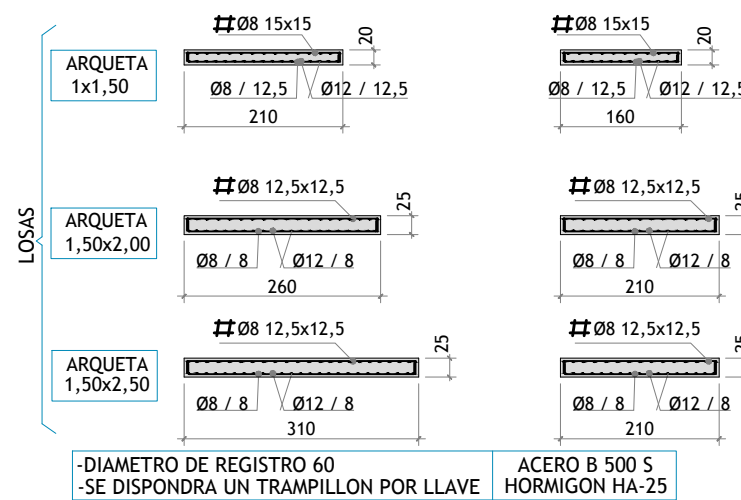 LOSAS
ARQUETA
1x1,50
Ø8 15x15
20
Ø8 / 12,5
Ø12 / 12,5
210
Ø8 15x15
20
Ø8 / 12,5
Ø12 / 12,5
160
ARQUETA
1,50x2,00
Ø8 12,5x12,5
25
Ø8 / 8
Ø12 / 8
260
Ø8 12,5x12,5
25
Ø8 / 8
Ø12 / 8
210
ARQUETA
1,50x2,50
Ø8 12,5x12,5
25
Ø8 / 8
Ø12 / 8
310
Ø8 12,5x12,5
25
Ø8 / 8
Ø12 / 8
210
-DIAMETRO DE REGISTRO 60
-SE DISPONDRA UN TRAMPILLON POR LLAVE
ACERO B 500 S
HORMIGON HA-25